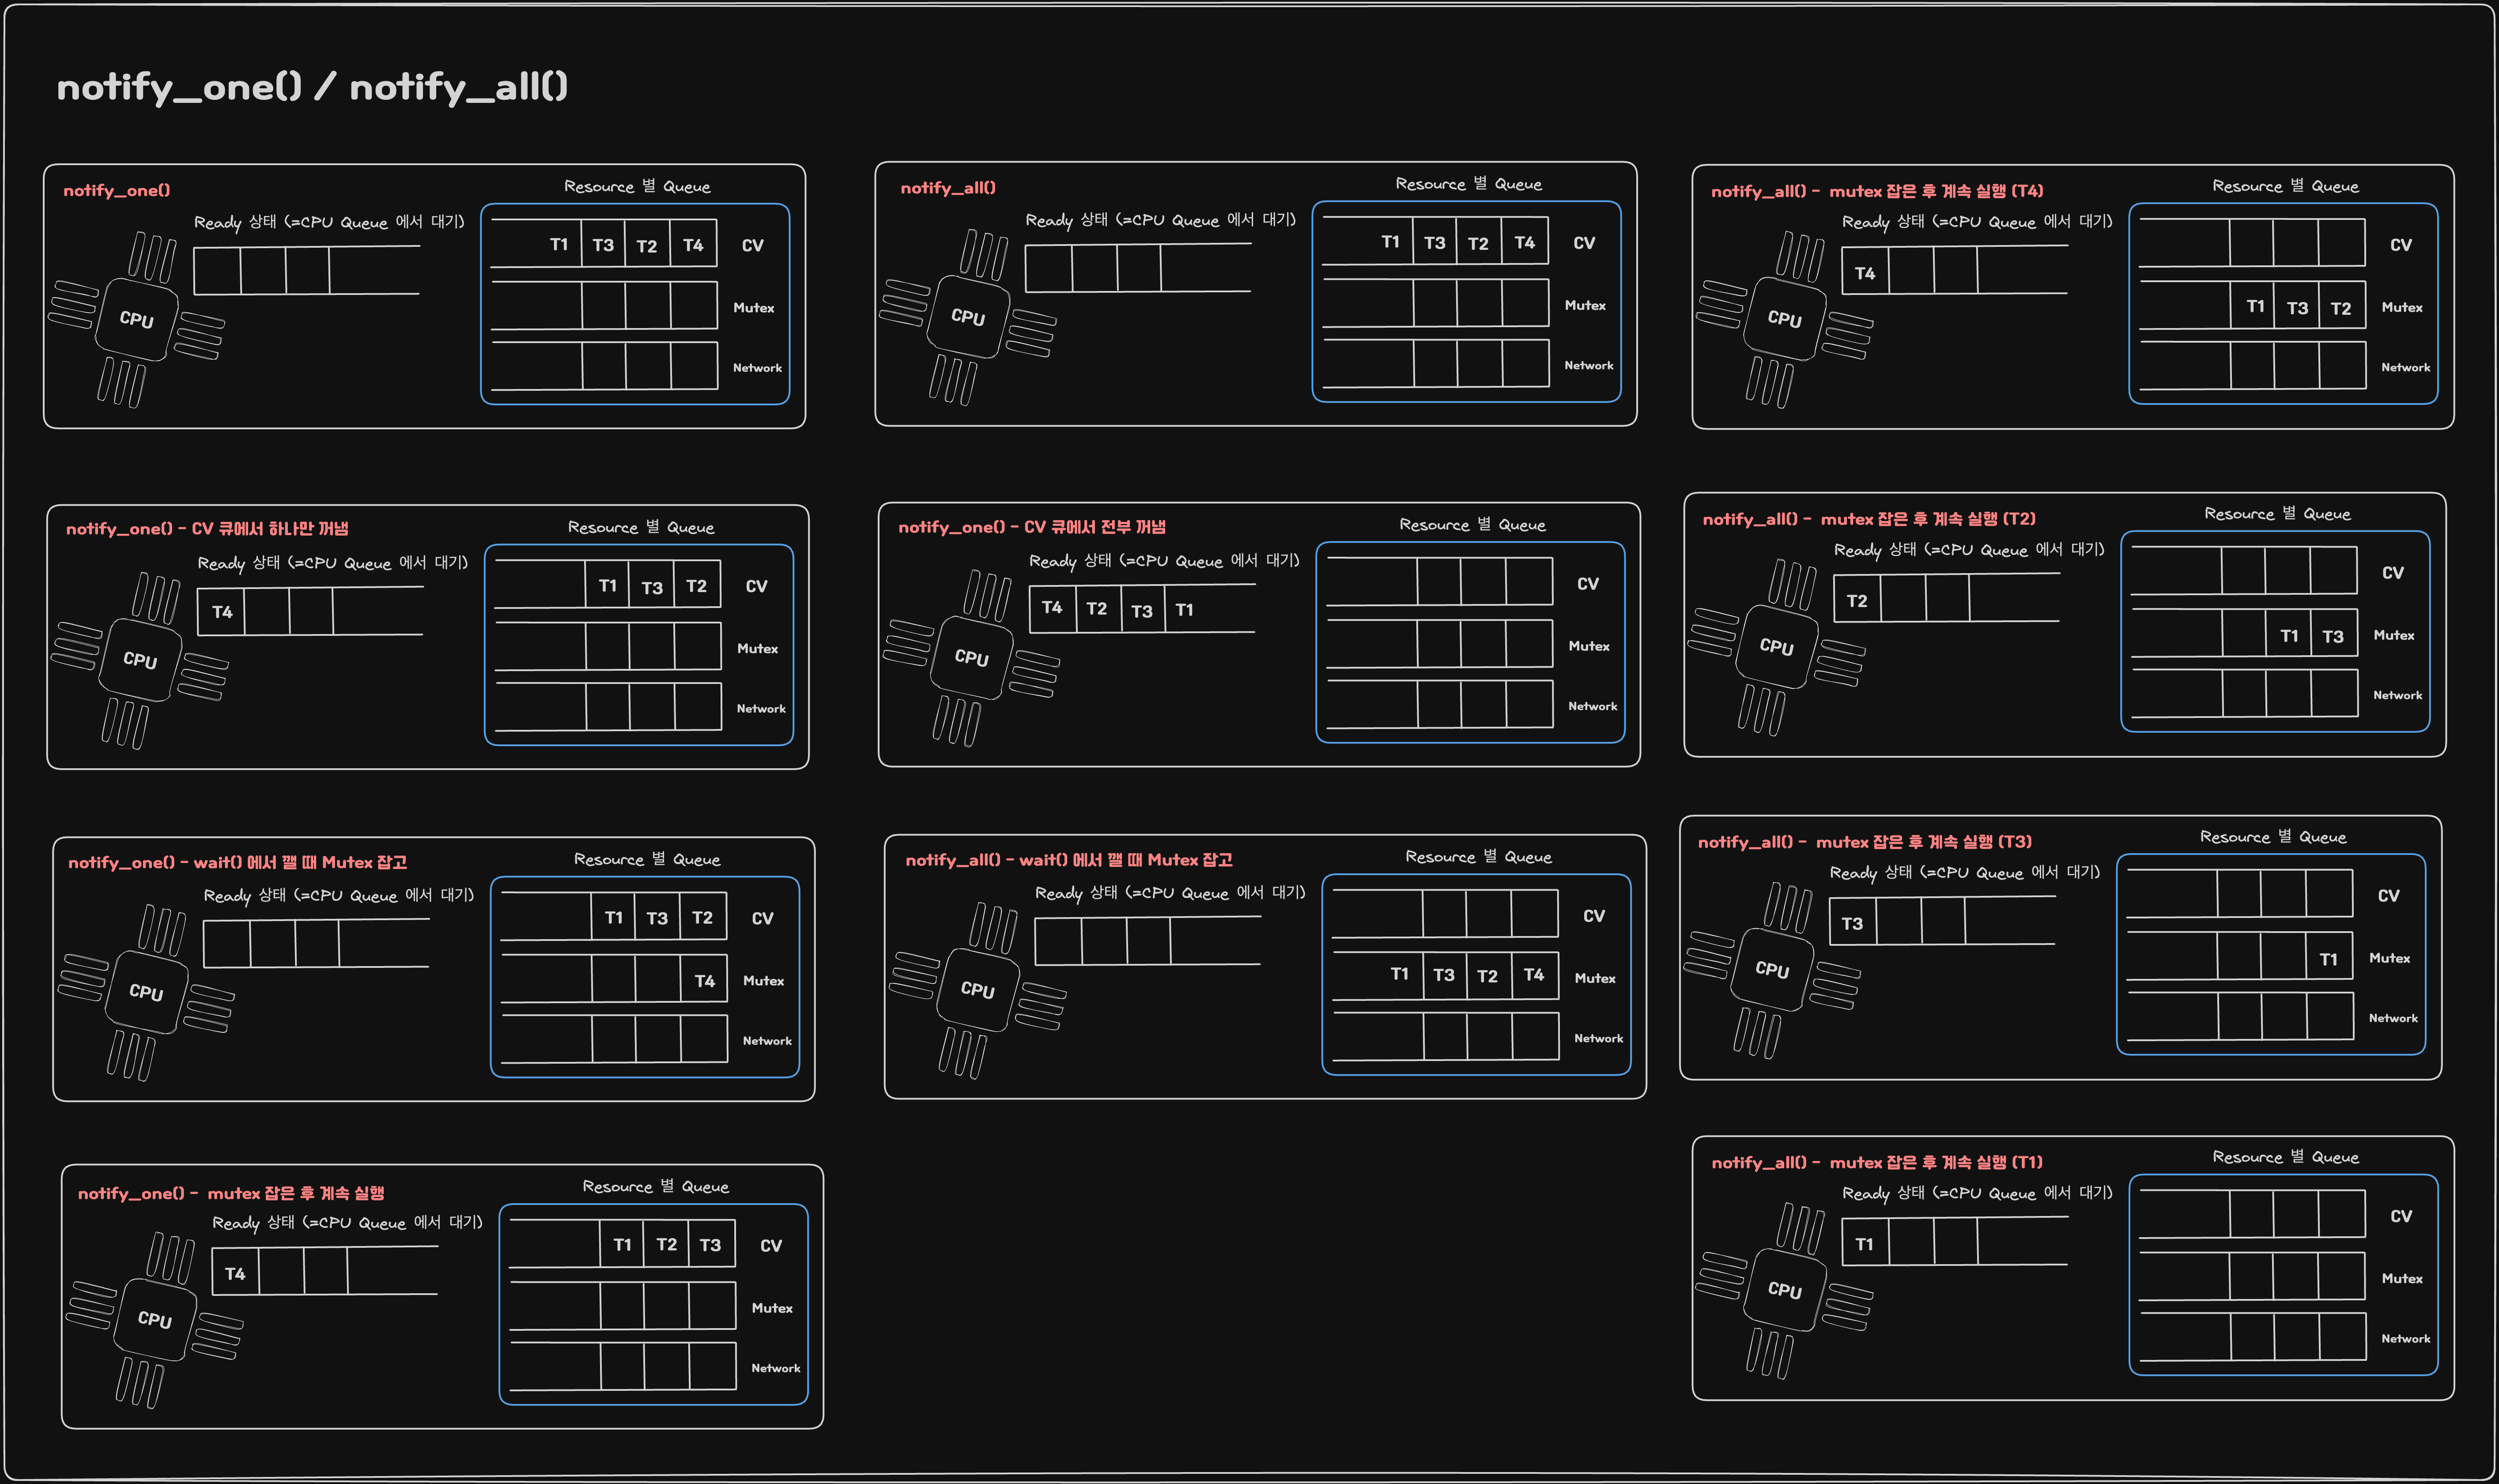 notify_one() / notify_all()
notify_one()
Resource 별 Queue
Ready 상태 (=CPU Queue 에서 대기)
T1 T3 T2 T4 CV
CPU
Mutex
Network
notify_all()
Resource 별 Queue
Ready 상태 (=CPU Queue 에서 대기)
T1 T3 T2 T4 CV
CPU
Mutex
Network
notify_all() - mutex 잡은 후 계속 실행 (T4)
Resource 별 Queue
Ready 상태 (=CPU Queue 에서 대기)
CV
T4
T1 T3 T2 Mutex
CPU
Network
notify_one() - CV 큐에서 하나만 꺼냄
Resource 별 Queue
Ready 상태 (=CPU Queue 에서 대기)
T1 T3 T2 CV
T4
CPU
Mutex
Network
notify_one() - CV 큐에서 전부 꺼냄
Resource 별 Queue
Ready 상태 (=CPU Queue 에서 대기)
CV
T4 T2 T3 T1
CPU
Mutex
Network
notify_all() - mutex 잡은 후 계속 실행 (T2)
Resource 별 Queue
Ready 상태 (=CPU Queue 에서 대기)
CV
T2
T1 T3 Mutex
CPU
Network
notify_one() - wait() 에서 깰 때 Mutex 잡고
Resource 별 Queue
Ready 상태 (=CPU Queue 에서 대기)
T1 T3 T2 CV
T4 Mutex
CPU
Network
notify_all() - wait() 에서 깰 때 Mutex 잡고
Resource 별 Queue
Ready 상태 (=CPU Queue 에서 대기)
CV
T1 T3 T2 T4 Mutex
CPU
Network
notify_all() - mutex 잡은 후 계속 실행 (T3)
Resource 별 Queue
Ready 상태 (=CPU Queue 에서 대기)
CV
T3
T1 Mutex
CPU
Network
notify_one() - mutex 잡은 후 계속 실행
Resource 별 Queue
Ready 상태 (=CPU Queue 에서 대기)
T1 T2 T3 CV
T4
Mutex
CPU
Network
notify_all() - mutex 잡은 후 계속 실행 (T1)
Resource 별 Queue
Ready 상태 (=CPU Queue 에서 대기)
CV
T1
Mutex
CPU
Network